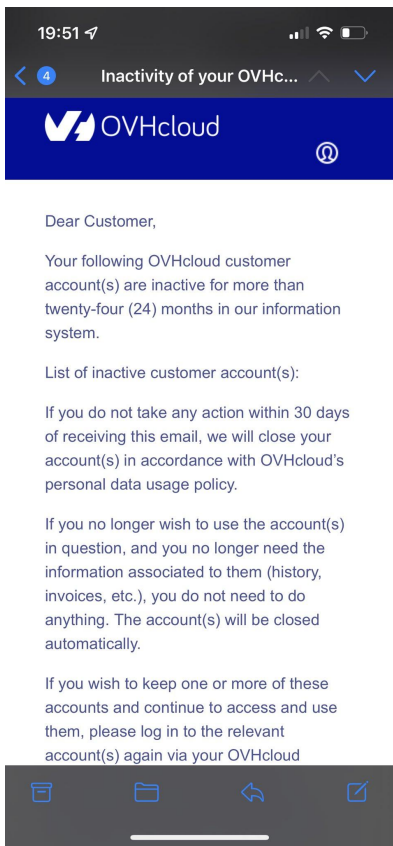 19:51
4
Inactivity of your OVHc...
OVHcloud
Dear Customer,
Your following OVHcloud customer
account(s) are inactive for more than
twenty-four (24) months in our information
system.
List of inactive customer account(s):
If you do not take any action within 30 days
of receiving this email, we will close your
account(s) in accordance with OVHcloud’s
personal data usage policy.
If you no longer wish to use the account(s)
in question, and you no longer need the
information associated to them (history,
invoices, etc.), you do not need to do
anything. The account(s) will be closed
automatically.
If you wish to keep one or more of these
accounts and continue to access and use
them, please log in to the relevant
account(s) again via your OVHcloud